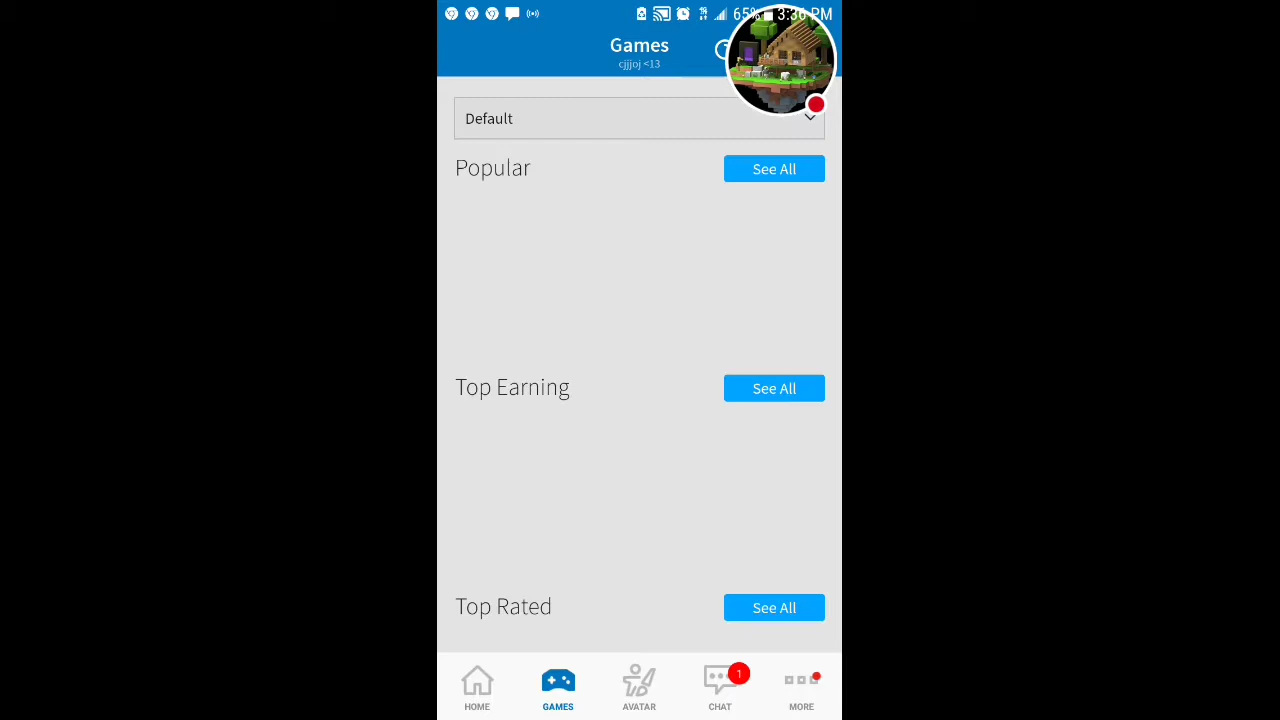 65% 3:36 PM
Games
cjjjoj <13
Default
Popular
See All
Top Earning
See All
Top Rated
See All
1
HOME
GAMES
AVATAR
CHAT
MORE